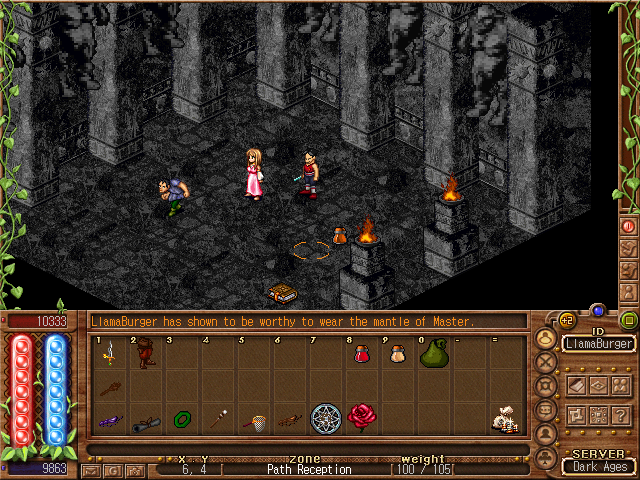 10333
LlamaBurger has shown to be worthy to wear the mantle of Master.
+2
ID
LlamaBurger
1 2 3 4 5 6 7 8 9 0 - =
G
?
9863
X . Y zone weight
6, 4 [ Path Reception [100 / 105[
SERVER
Dark Ages